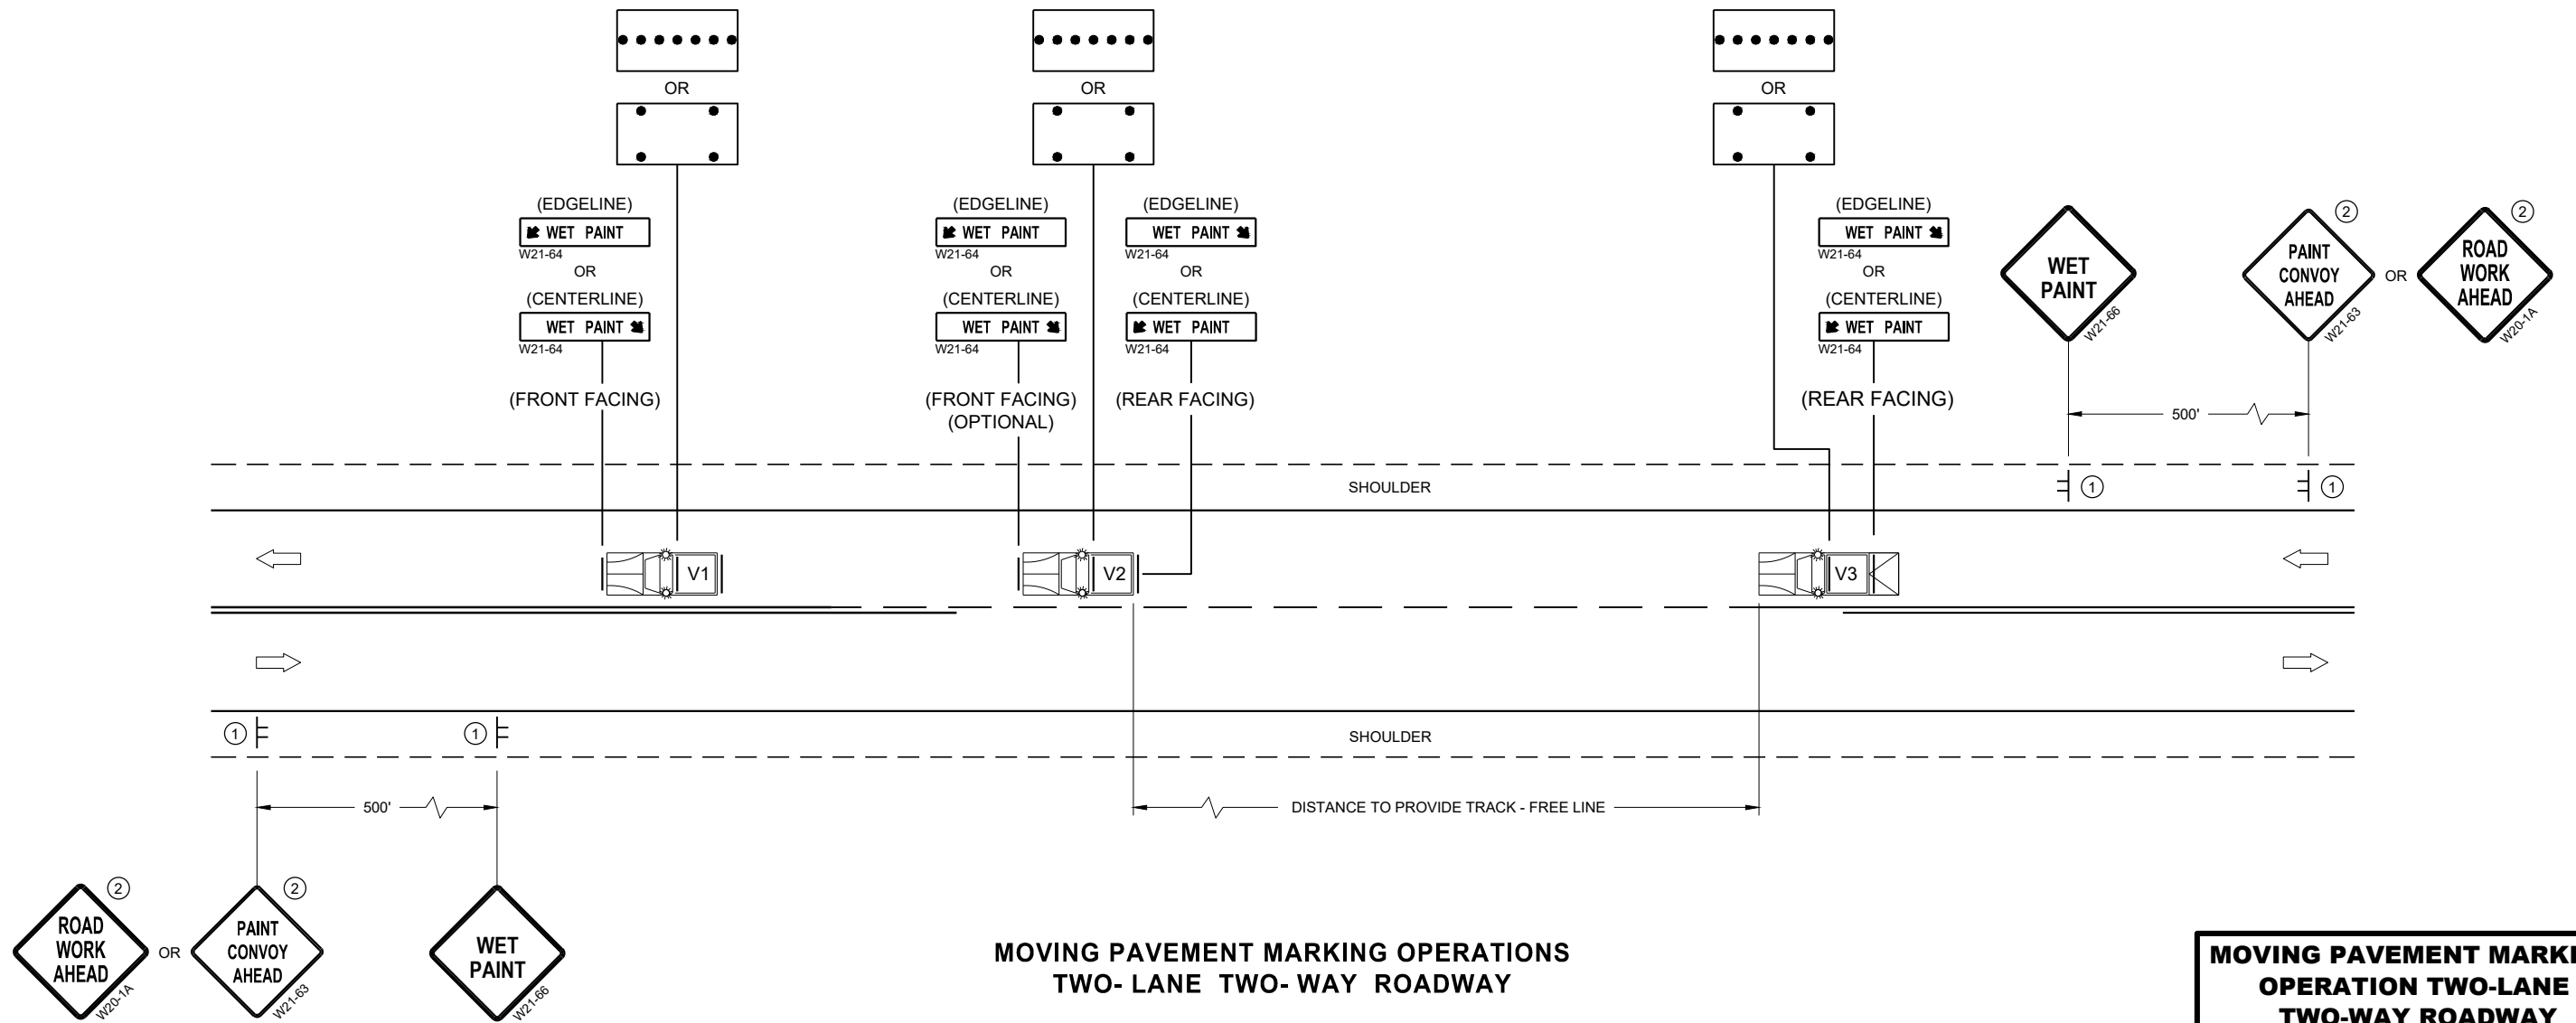 OR
OR
OR
(EDGELINE)
WET PAINT
W21-64
OR
(CENTERLINE)
WET PAINT
W21-64
(FRONT FACING)
(EDGELINE)
WET PAINT
W21-64
OR
(CENTERLINE)
WET PAINT
W21-64
(FRONT FACING)
(OPTIONAL)
(EDGELINE)
WET PAINT
W21-64
OR
(CENTERLINE)
WET PAINT
W21-64
(REAR FACING)
(EDGELINE)
WET PAINT
W21-64
OR
(CENTERLINE)
WET PAINT
W21-64
(REAR FACING)
WET
PAINT
W21-66
2
PAINT
CONVOY
AHEAD
W21-63
OR
2
ROAD
WORK
AHEAD
W20-1A
500'
SHOULDER
1
1
V1
V2
V3
1
1
SHOULDER
500'
DISTANCE TO PROVIDE TRACK - FREE LINE
2
ROAD
WORK
AHEAD
W20-1A
OR
2
PAINT
CONVOY
AHEAD
W21-63
WET
PAINT
W21-66
MOVING PAVEMENT MARKING OPERATIONS
TWO- LANE TWO- WAY ROADWAY
MOVING PAVEMENT MARK
OPERATION TWO-LANE
TWO-WAY ROADWAY